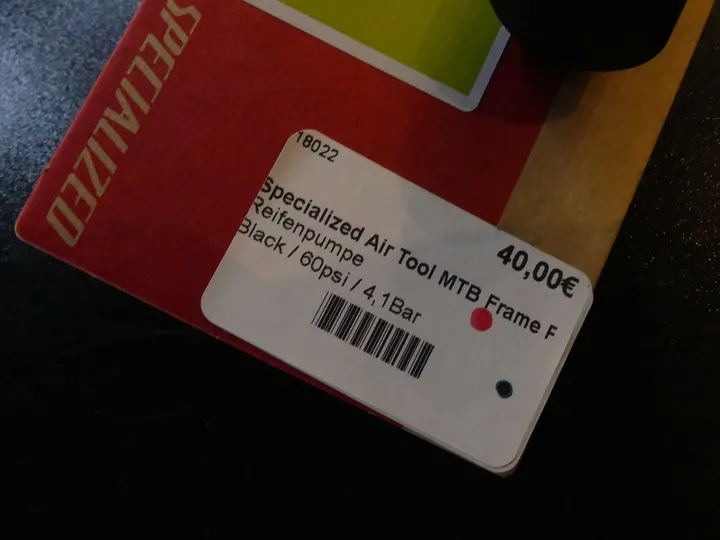 SPECIALIZED
18022
40,00€
Specialized Air Tool MTB Frame P
Reifenpumpe
Black / 60psi / 4,1Bar